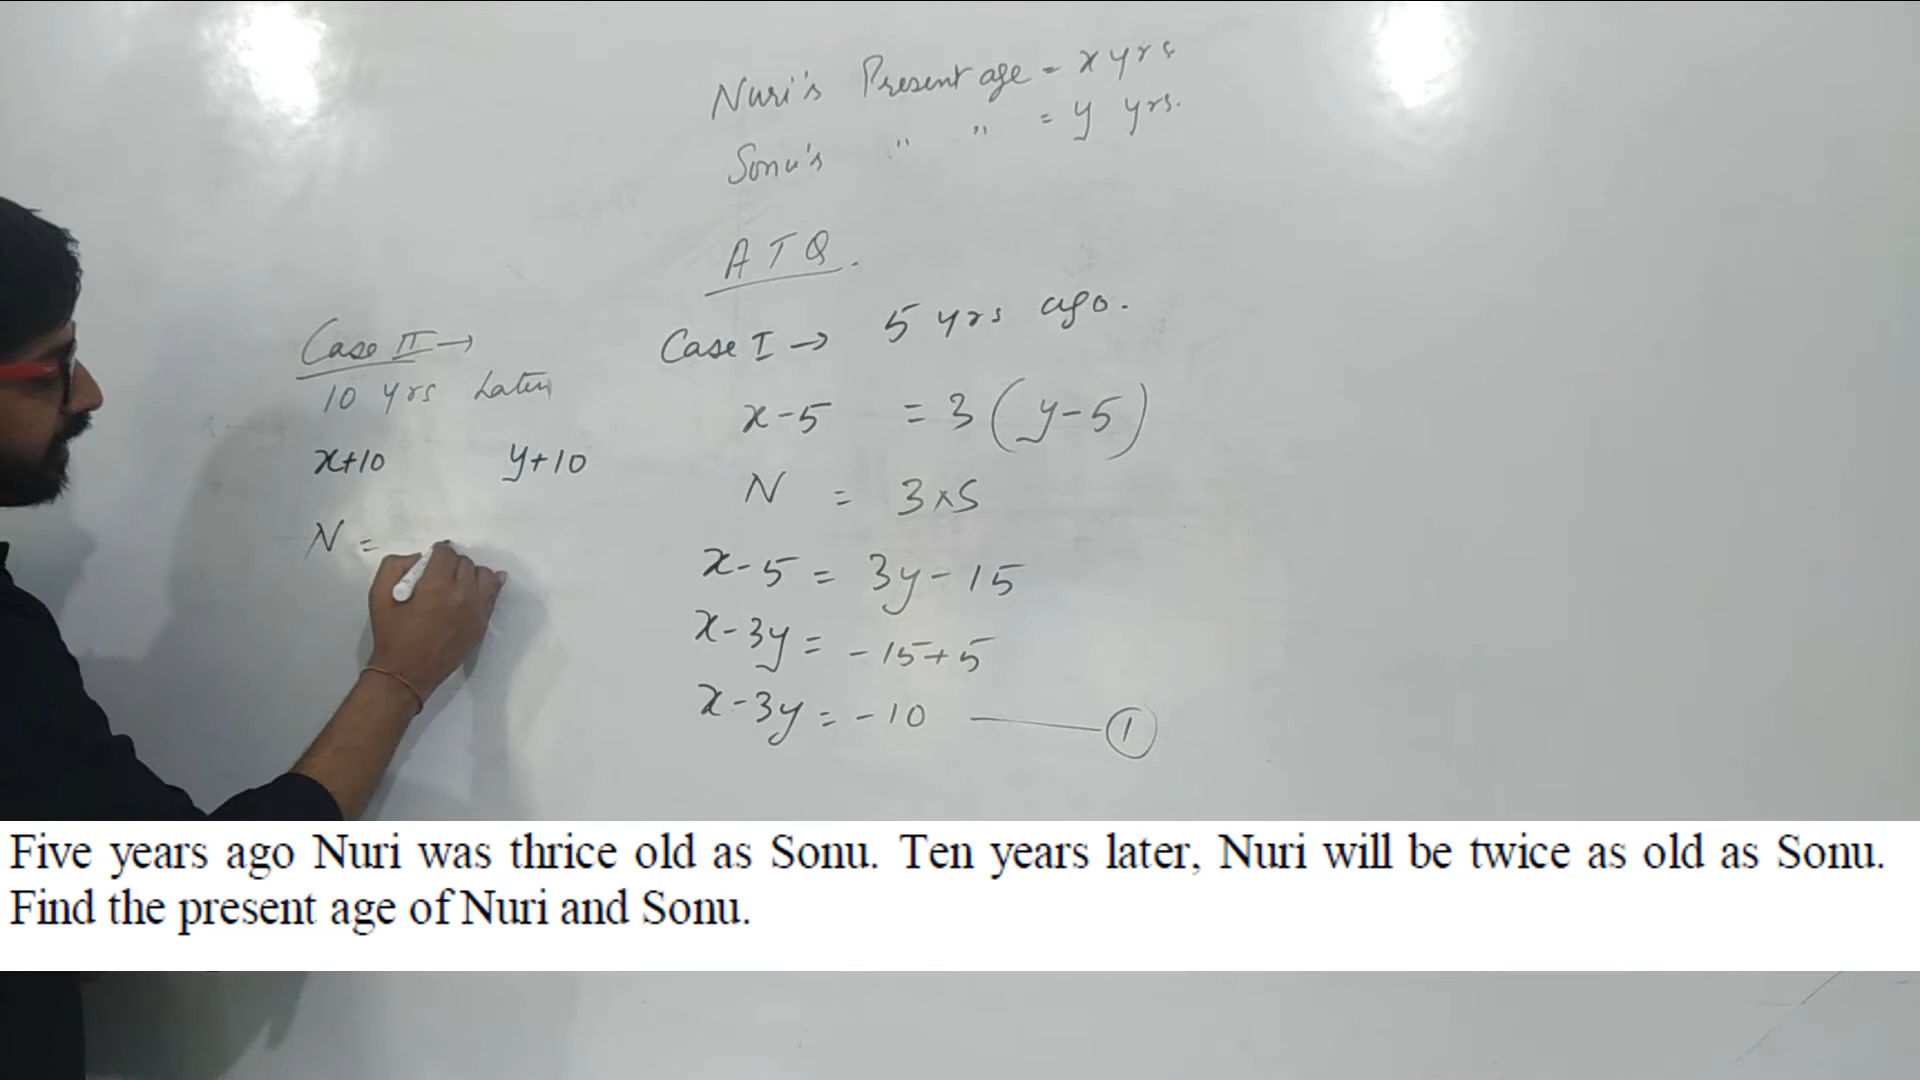 Nuri's Present age = x yrs.
Sonu's " " = y yrs.
A T Q.
Case I → 5 yrs ago.
x-5 = 3 (y-5)
N = 3×S
x-5 = 3y-15
x-3y = -15+5
x-3y = -10 —— ①
Case II →
10 yrs Later
x+10 y+10
N =
Five years ago Nuri was thrice old as Sonu. Ten years later, Nuri will be twice as old as Sonu.
Find the present age of Nuri and Sonu.